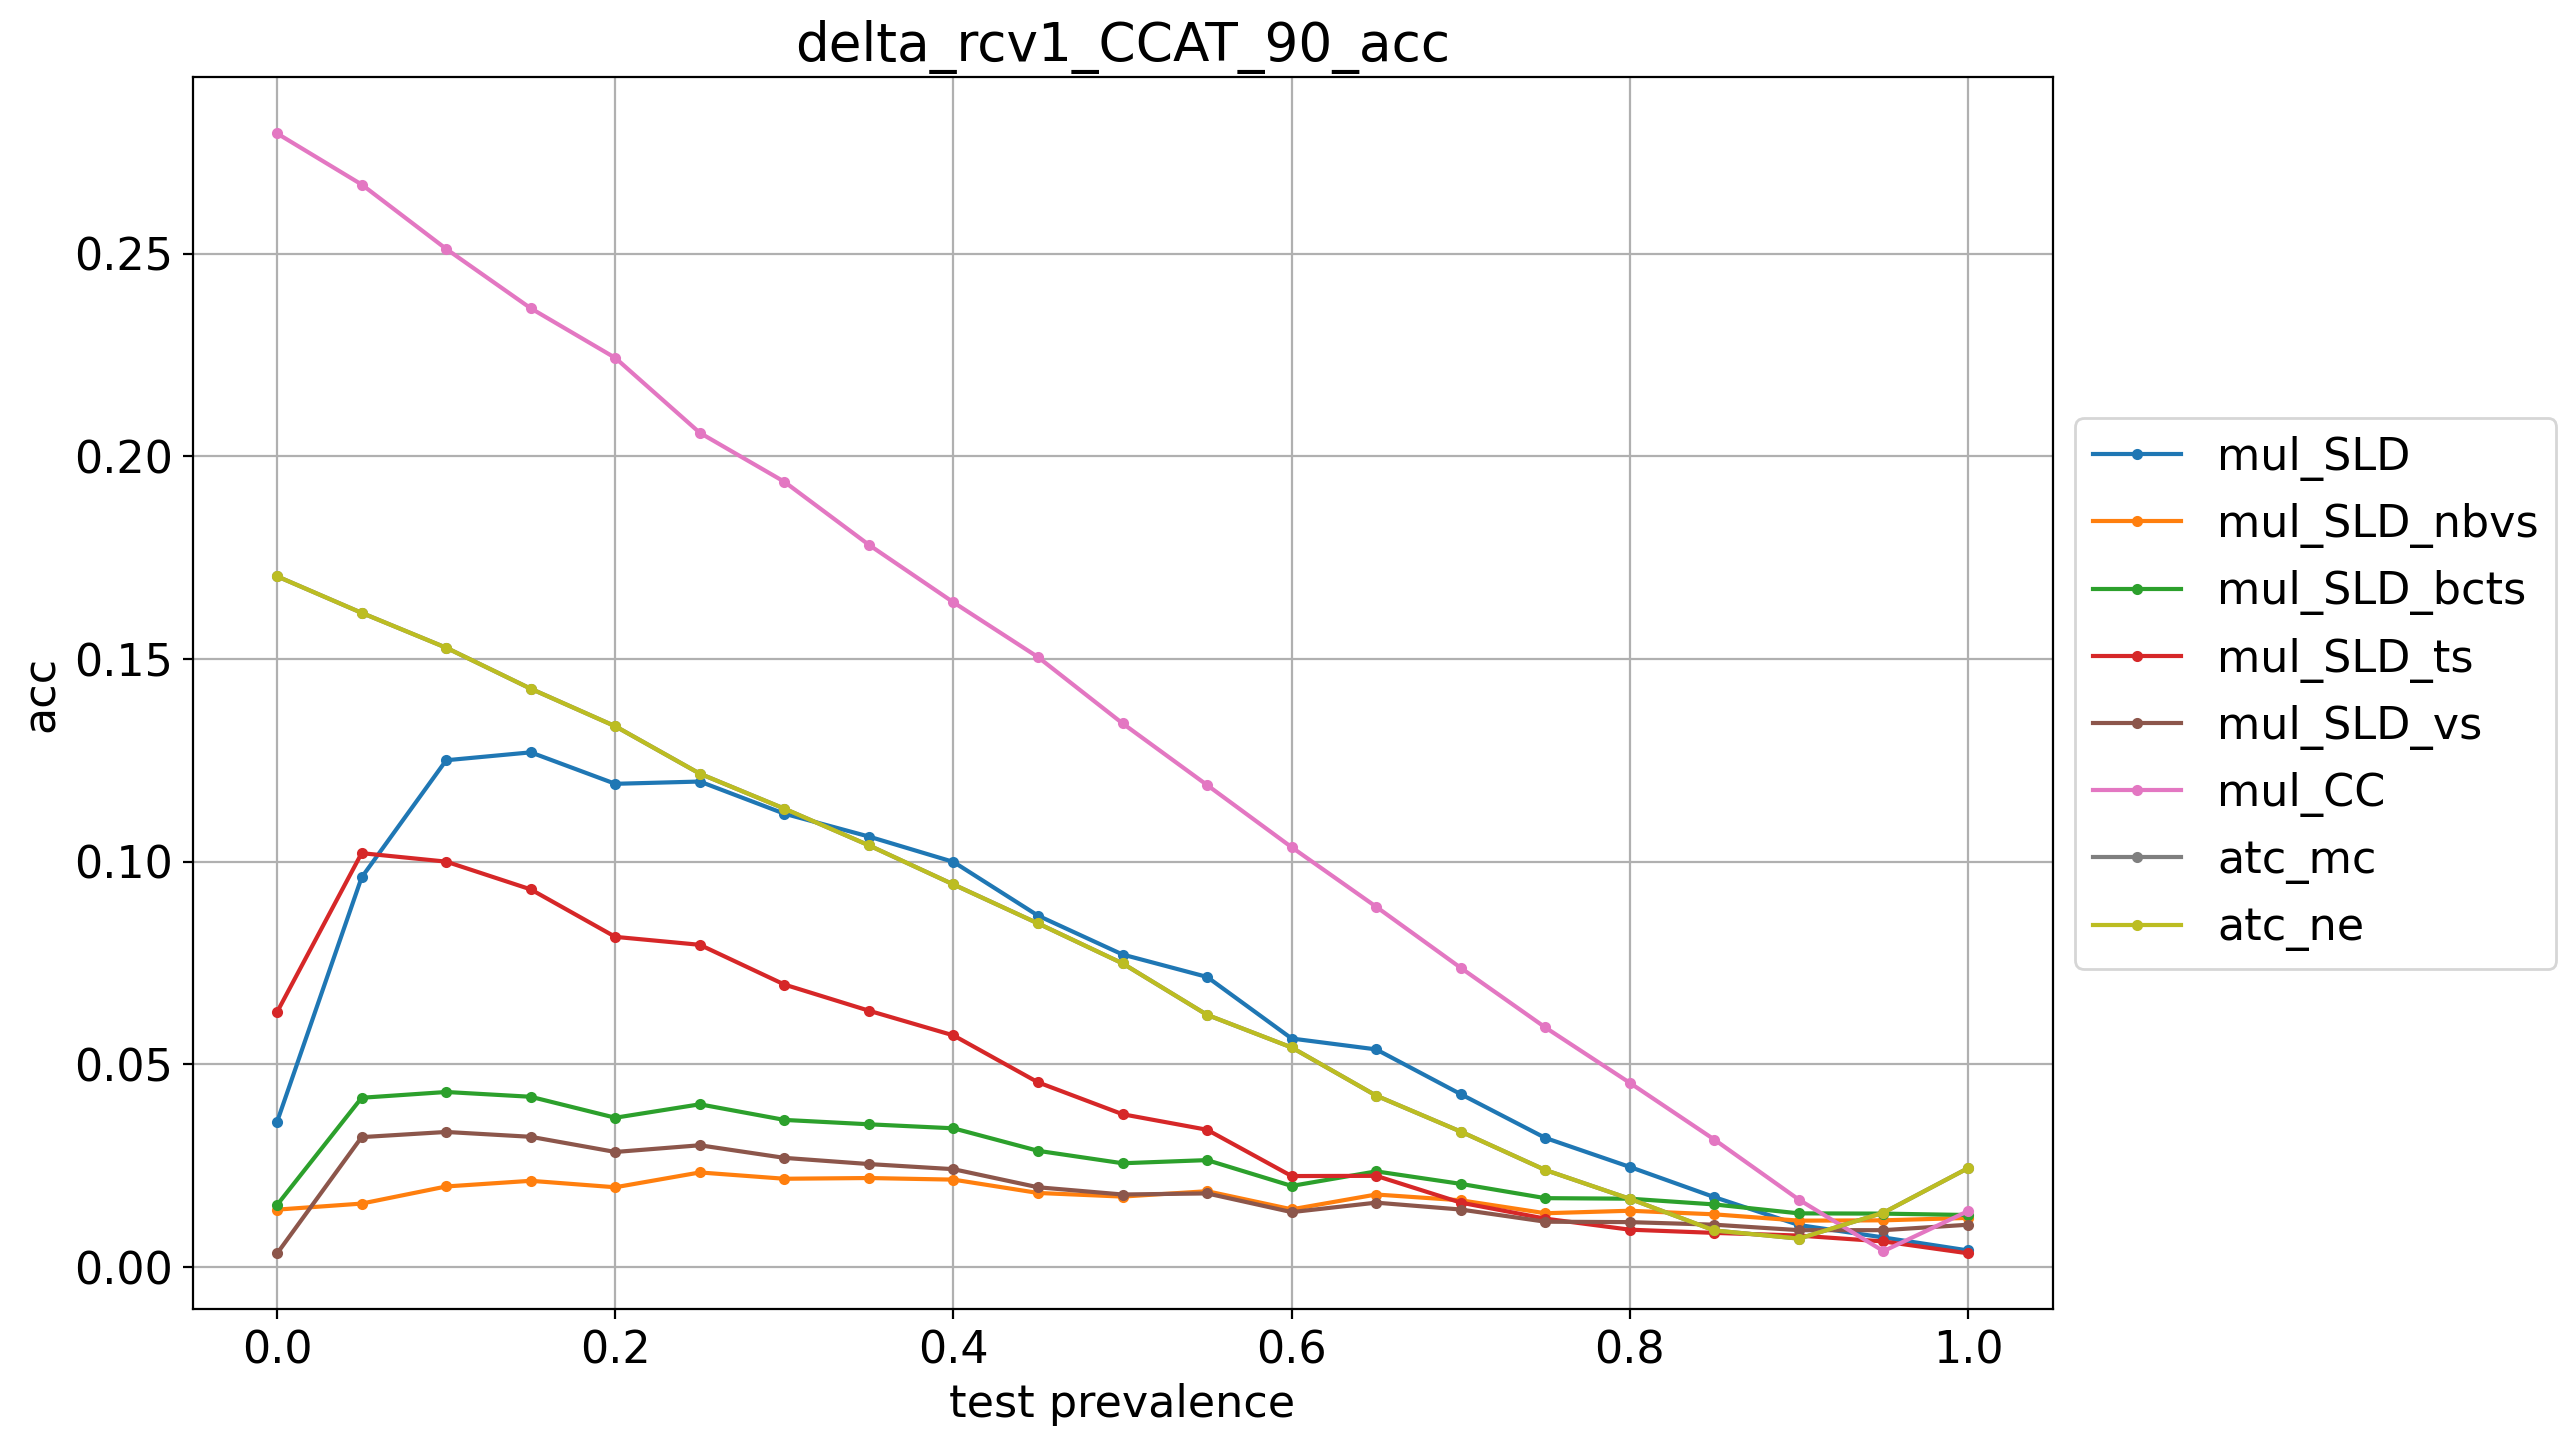 delta_rcv1_CCAT_90_acc
acc
0.25
0.20
0.15
0.10
0.05
0.00
0.0 0.2 0.4 0.6 0.8 1.0
test prevalence
mul_SLD
mul_SLD_nbvs
mul_SLD_bcts
mul_SLD_ts
mul_SLD_vs
mul_CC
atc_mc
atc_ne